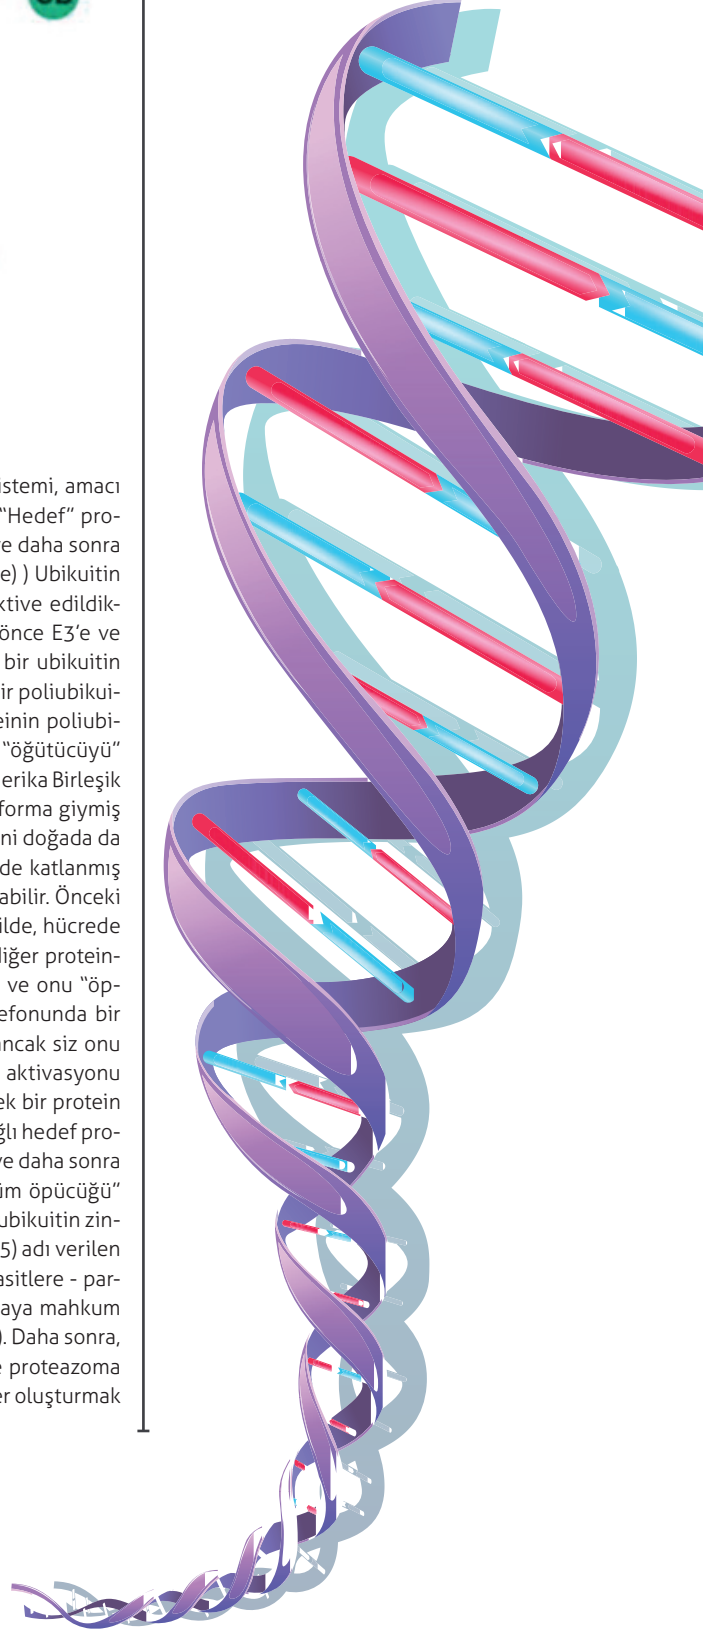 istemi, amacı
“Hedef” pro-
e daha sonra
e) ) Ubikuitin
ktive edildik-
önce E3’e ve
bir ubikuitin
ir poliubikui-
einin poliubi-
“öğütücüyü”
erika Birleşik
forma giymiş
ni doğada da
de katlanmış
abilir. Önceki
ilde, hücrede
diğer protein-
ve onu “öp-
efonunda bir
ancak siz onu
aktivasyonu
ek bir protein
ğlı hedef pro-
ve daha sonra
üm öpücüğü”
ubikuitin zin-
5) adı verilen
asitlere - par-
aya mahkum
). Daha sonra,
e proteazoma
er oluşturmak